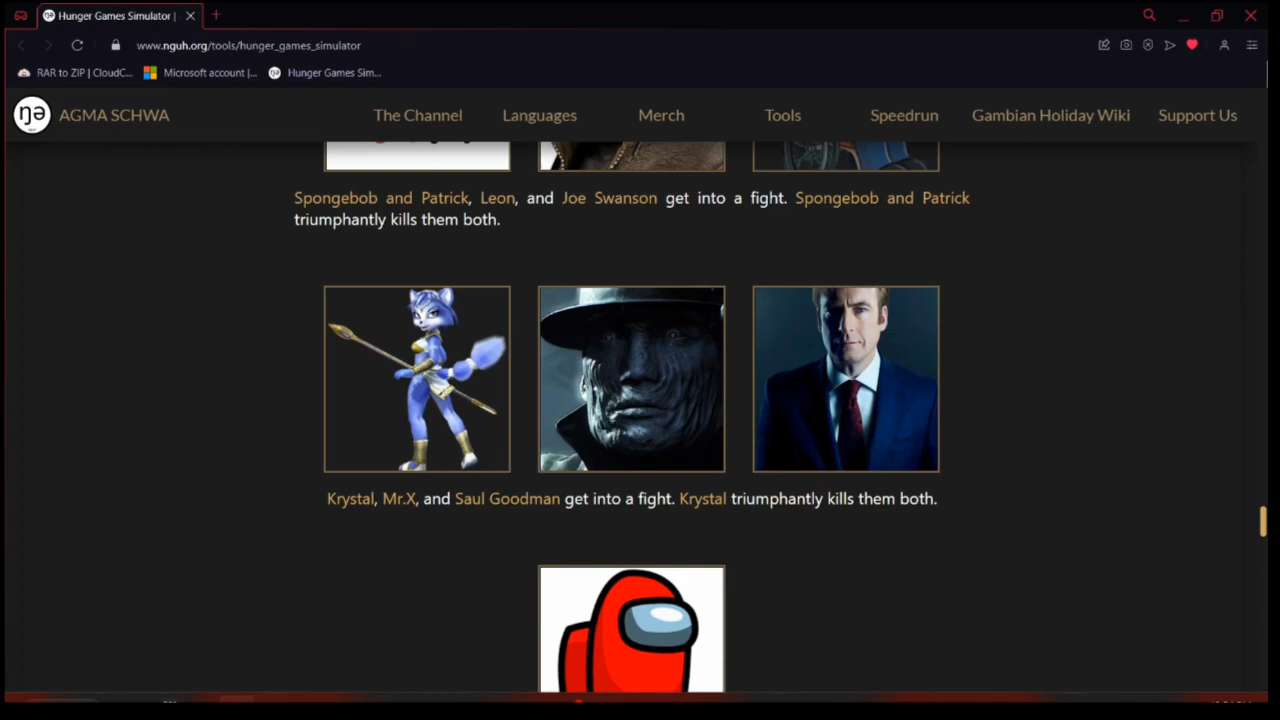 Hunger Games Simulator |
www.nguh.org/tools/hunger_games_simulator
RAR to ZIP | CloudC... Microsoft account |... Hunger Games Sim...
ŋə AGMA SCHWA The Channel Languages Merch Tools Speedrun Gambian Holiday Wiki Support Us
Spongebob and Patrick, Leon, and Joe Swanson get into a fight. Spongebob and Patrick
triumphantly kills them both.
Krystal, Mr.X, and Saul Goodman get into a fight. Krystal triumphantly kills them both.